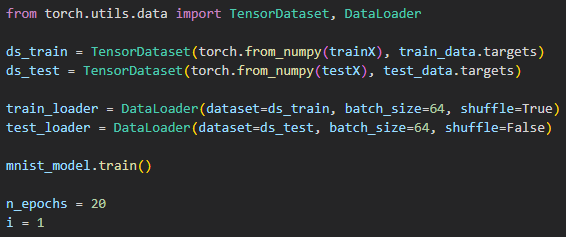 from torch.utils.data import TensorDataset, DataLoader
ds_train = TensorDataset(torch.from_numpy(trainX), train_data.targets)
ds_test = TensorDataset(torch.from_numpy(testX), test_data.targets)
train_loader = DataLoader(dataset=ds_train, batch_size=64, shuffle=True)
test_loader = DataLoader(dataset=ds_test, batch_size=64, shuffle=False)
mnist_model.train()
n_epochs = 20
i = 1